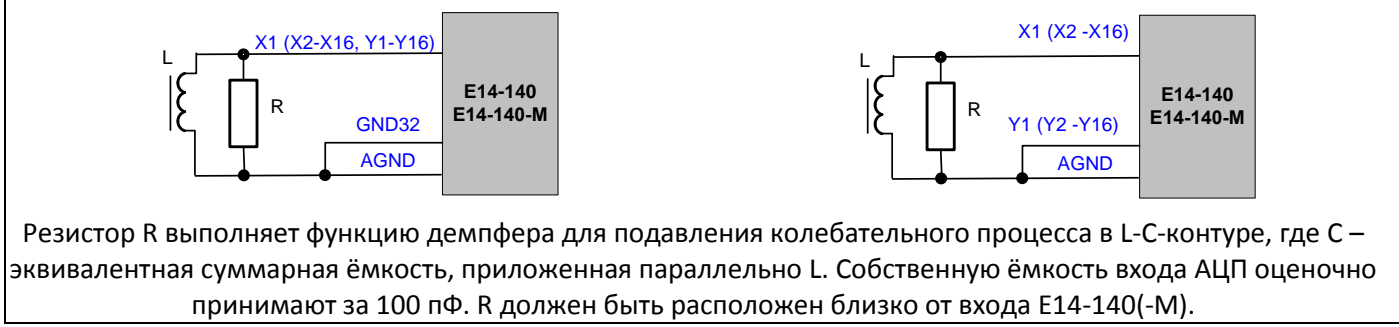 X1 (X2-X16, Y1-Y16)
L
R
E14-140
E14-140-M
GND32
AGND
X1 (X2 -X16)
L
R
E14-140
E14-140-M
Y1 (Y2 -Y16)
AGND
Резистор R выполняет функцию демпфера для подавления колебательного процесса в L-C-контуре, где C –
эквивалентная суммарная ёмкость, приложенная параллельно L. Собственную ёмкость входа АЦП оценочно
принимают за 100 пФ. R должен быть расположен близко от входа E14-140(-M).